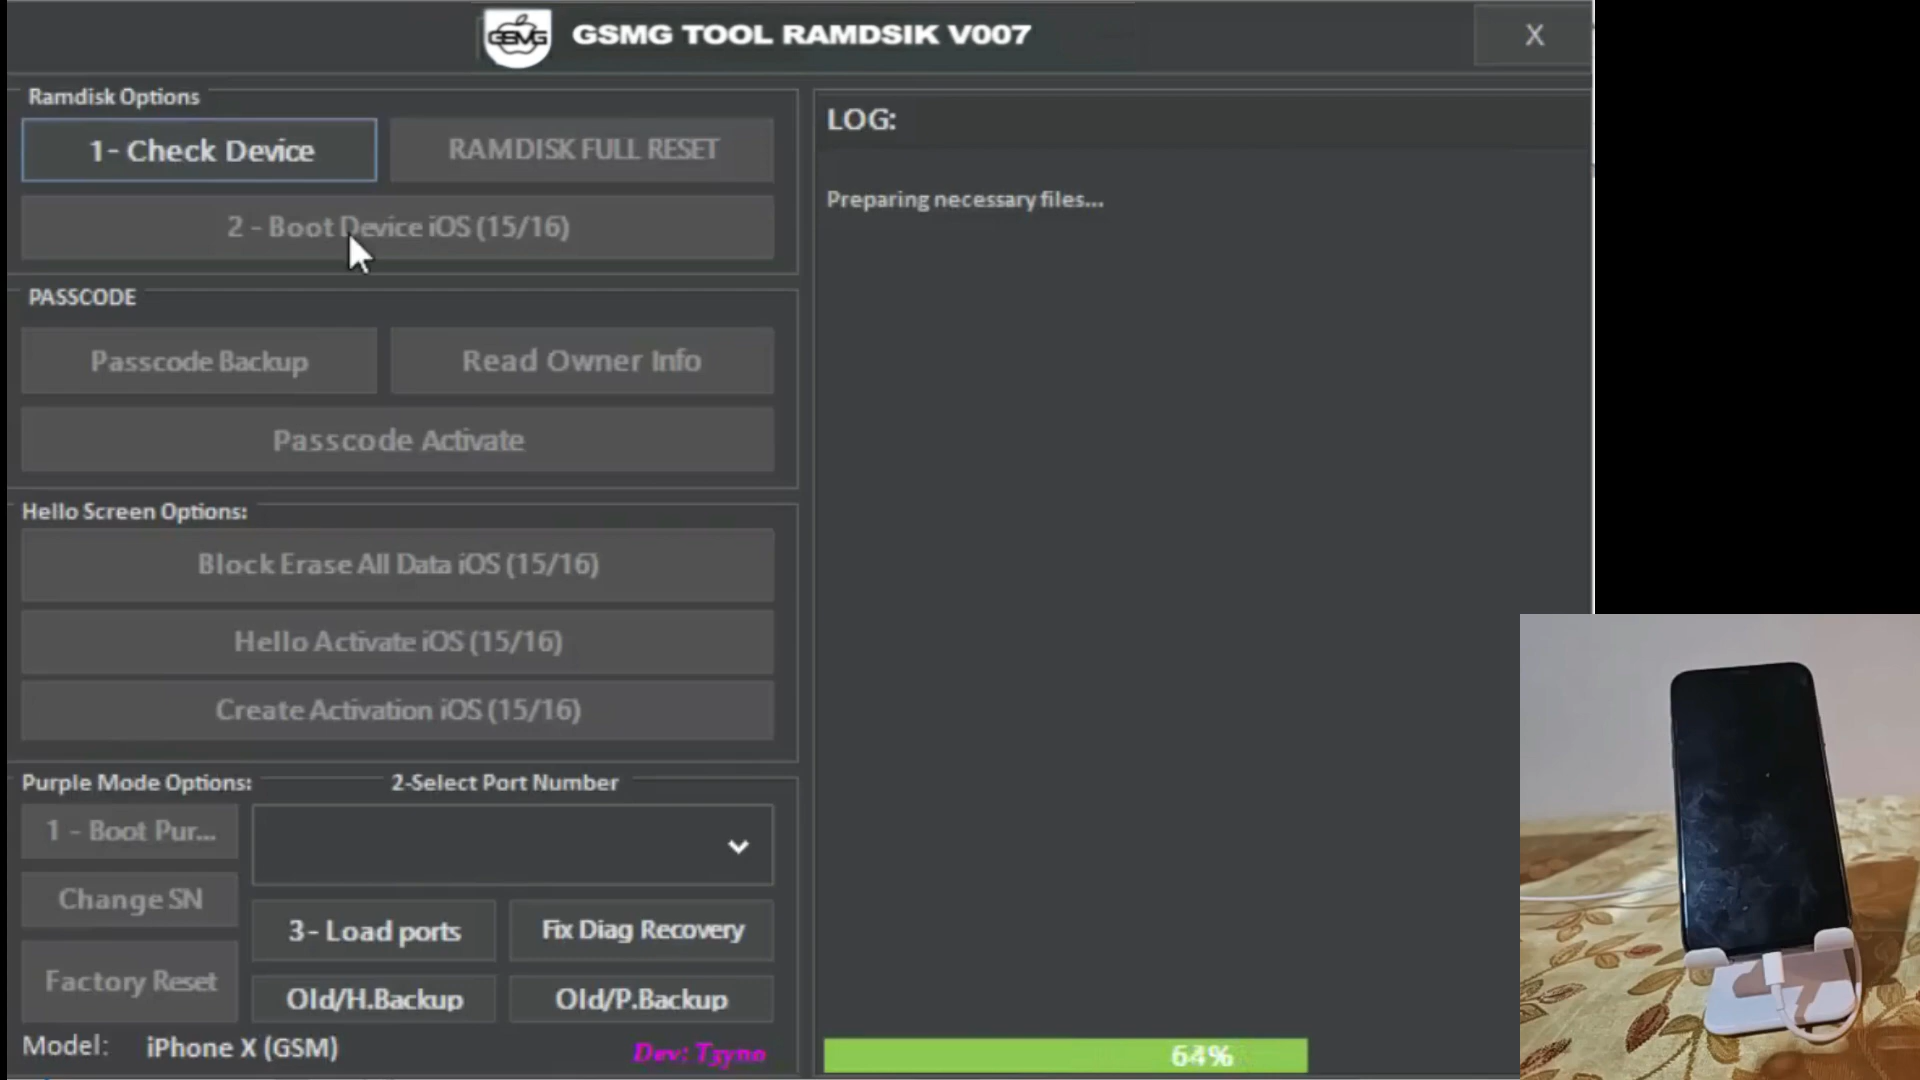 GSMG
GSMG TOOL RAMDSIK V007
X
Ramdisk Options
1- Check Device
RAMDISK FULL RESET
2 - Boot Device iOS (15/16)
PASSCODE
Passcode Backup
Read Owner Info
Passcode Activate
Hello Screen Options:
Block Erase All Data iOS (15/16)
Hello Activate iOS (15/16)
Create Activation iOS (15/16)
Purple Mode Options:
2-Select Port Number
1 - Boot Pur...
Change SN
3- Load ports
Fix Diag Recovery
Factory Reset
Old/H.Backup
Old/P.Backup
Model: iPhone X (GSM)
Dev: Tzyno
LOG:
Preparing necessary files...
64%